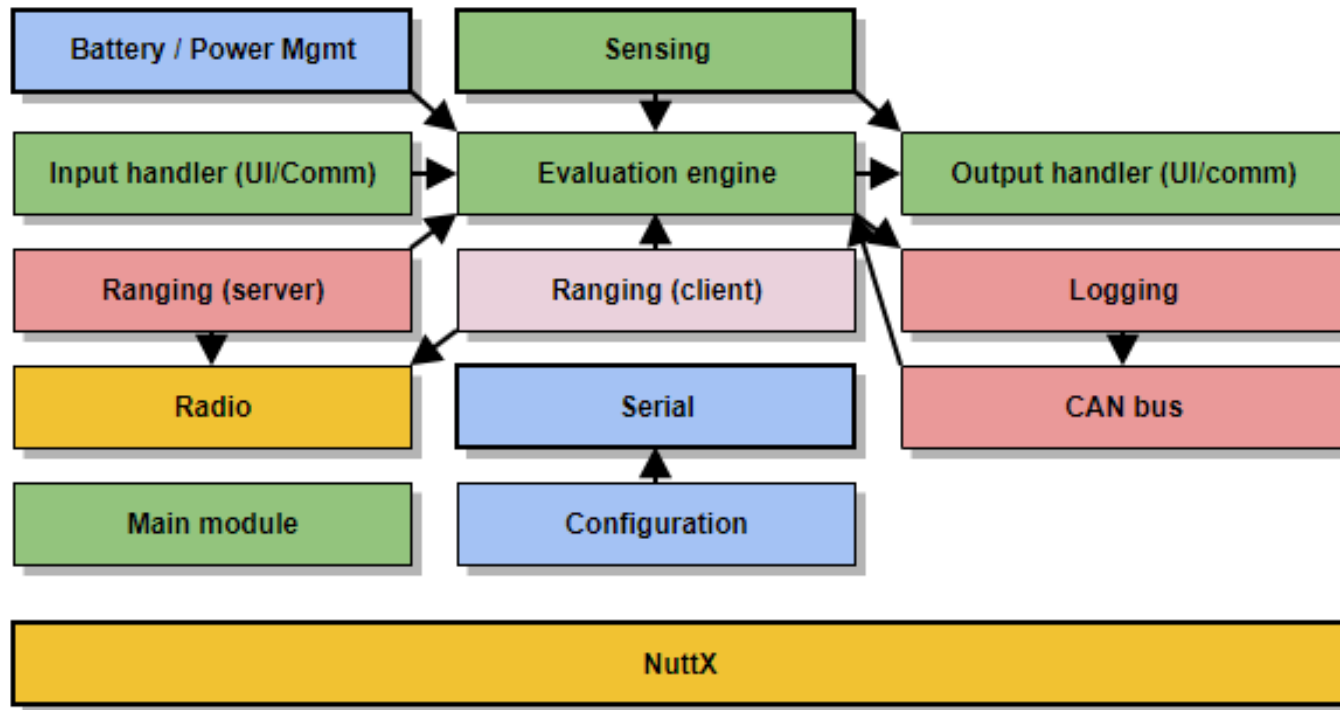 Battery / Power Mgmt
Sensing
Input handler (UI/Comm)
Evaluation engine
Output handler (UI/comm)
Ranging (server)
Ranging (client)
Logging
Radio
Serial
CAN bus
Main module
Configuration
NuttX